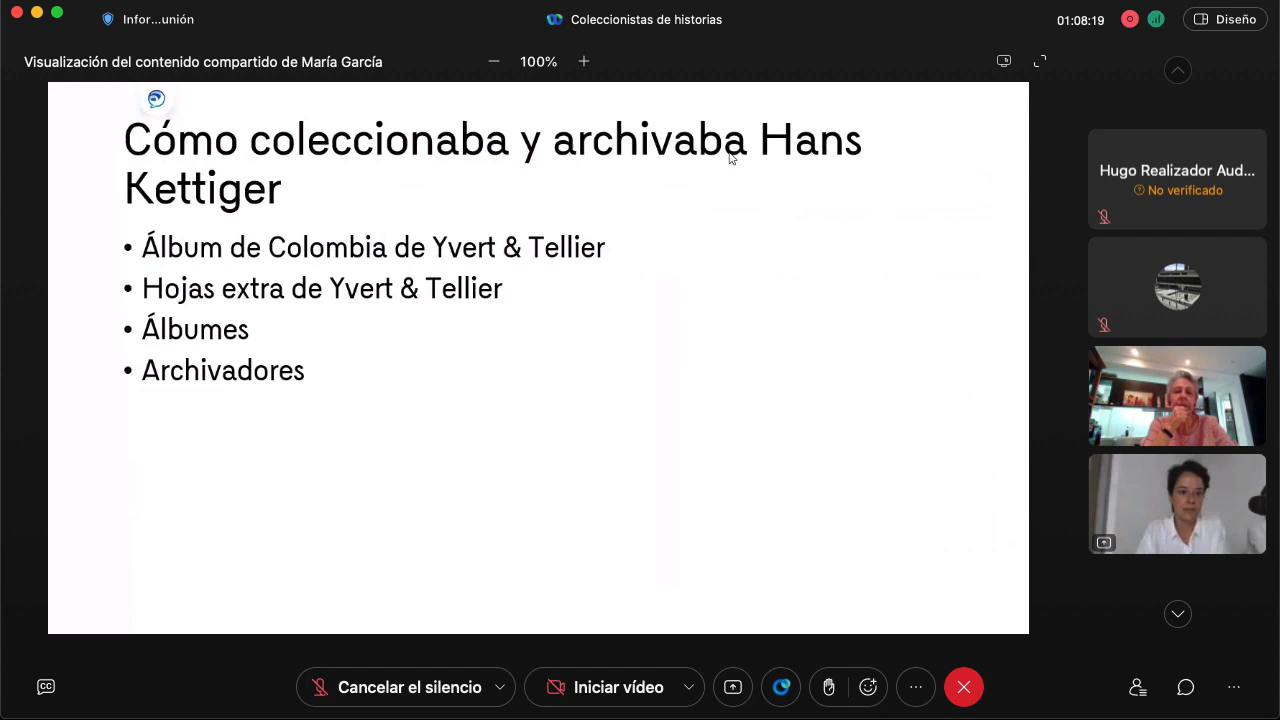 Infor...unión
Coleccionistas de historias
01:08:19
Diseño
Visualización del contenido compartido de María García
100%
Cómo coleccionaba y archivaba Hans
Kettiger
• Álbum de Colombia de Yvert & Tellier
• Hojas extra de Yvert & Tellier
• Álbumes
• Archivadores
Hugo Realizador Aud...
No verificado
CC
Cancelar el silencio
Iniciar vídeo